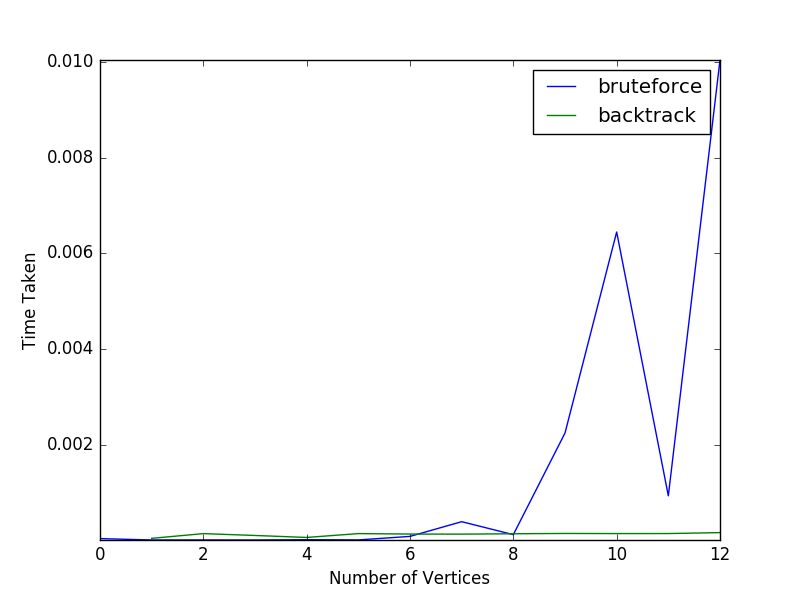 0.010
0.008
0.006
0.004
0.002
Time Taken
bruteforce
backtrack
0 2 4 6 8 10 12
Number of Vertices